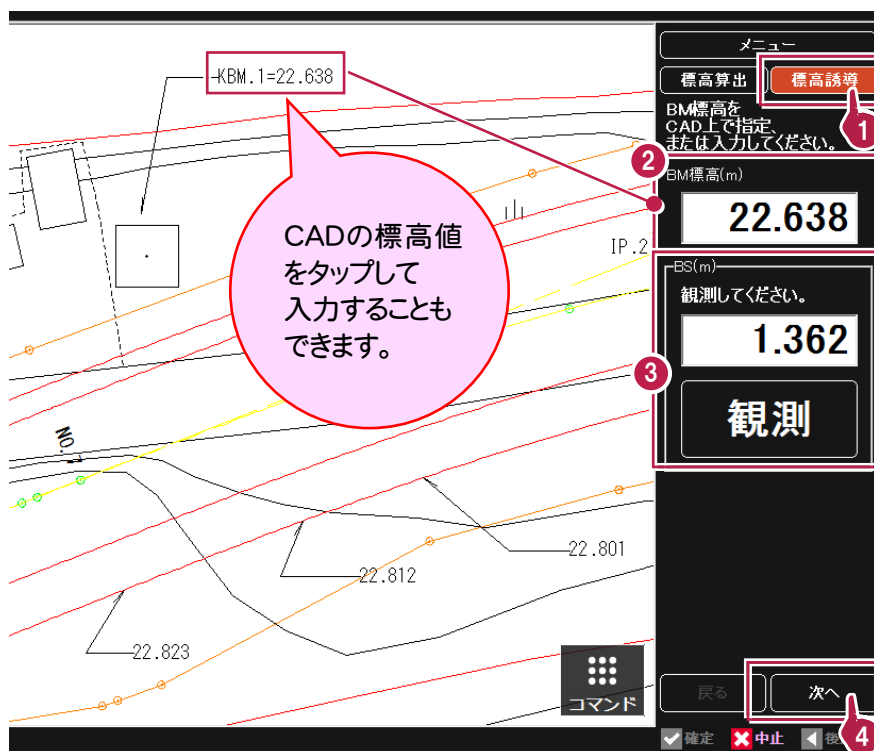 KBM.1=22.638
CADの標高値
をタップして
入力することも
できます。
IP.2
NO.7
22.801
22.812
22.823
コマンド
メニュー
標高算出
標高誘導
1
BM標高を
CAD上で指定、
または入力してください。
2
BM標高(m)
22.638
BS(m)
観測してください。
1.362
3
観測
戻る
次へ
確定
中止
後
4